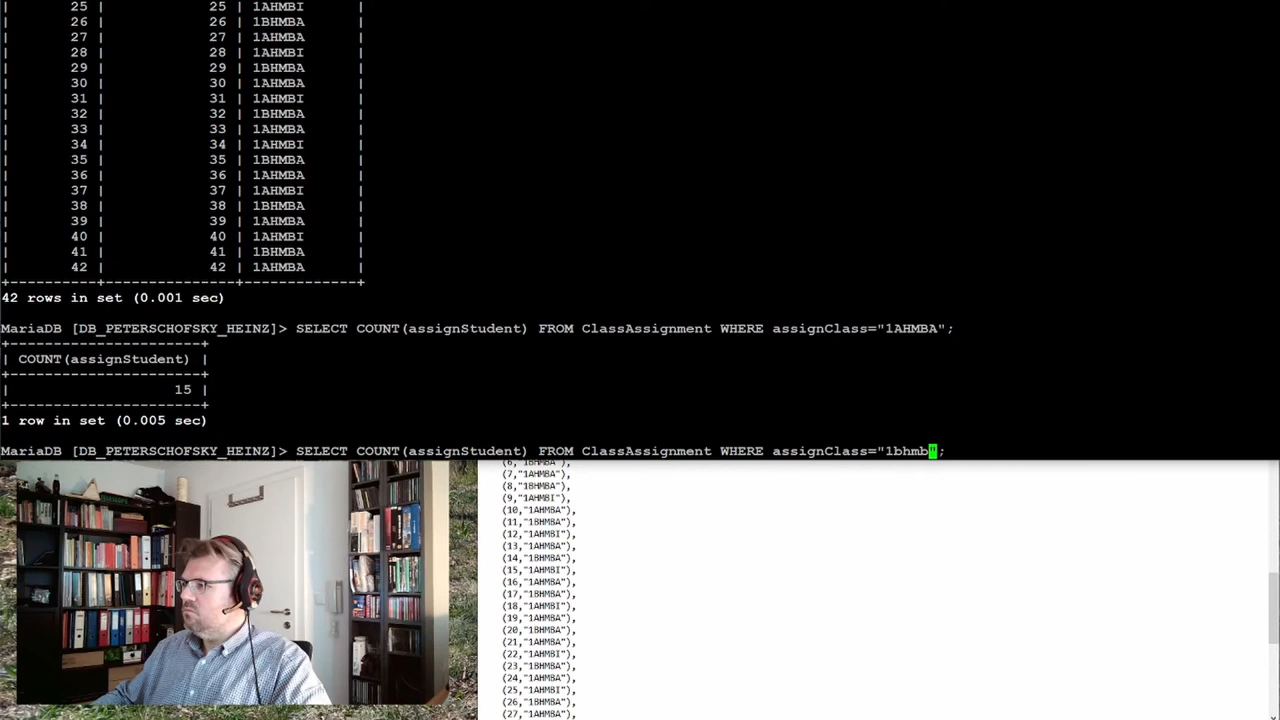 | 25 | 25 | 1AHMBI |
| 26 | 26 | 1BHMBA |
| 27 | 27 | 1AHMBA |
| 28 | 28 | 1AHMBI |
| 29 | 29 | 1BHMBA |
| 30 | 30 | 1AHMBA |
| 31 | 31 | 1AHMBI |
| 32 | 32 | 1BHMBA |
| 33 | 33 | 1AHMBA |
| 34 | 34 | 1AHMBI |
| 35 | 35 | 1BHMBA |
| 36 | 36 | 1AHMBA |
| 37 | 37 | 1AHMBI |
| 38 | 38 | 1BHMBA |
| 39 | 39 | 1AHMBA |
| 40 | 40 | 1AHMBI |
| 41 | 41 | 1BHMBA |
| 42 | 42 | 1AHMBA |
+---------+---------------+-------------+
42 rows in set (0.001 sec)
MariaDB [DB_PETERSCHOFSKY_HEINZ]> SELECT COUNT(assignStudent) FROM ClassAssignment WHERE assignClass="1AHMBA";
+----------------------+
| COUNT(assignStudent) |
+----------------------+
| 15 |
+----------------------+
1 row in set (0.005 sec)
MariaDB [DB_PETERSCHOFSKY_HEINZ]> SELECT COUNT(assignStudent) FROM ClassAssignment WHERE assignClass="1bhmb";
(6,"1BHMBA"),
(7,"1AHMBA"),
(8,"1BHMBA"),
(9,"1AHMBI"),
(10,"1AHMBA"),
(11,"1BHMBA"),
(12,"1AHMBI"),
(13,"1AHMBA"),
(14,"1BHMBA"),
(15,"1AHMBI"),
(16,"1AHMBA"),
(17,"1BHMBA"),
(18,"1AHMBI"),
(19,"1AHMBA"),
(20,"1BHMBA"),
(21,"1AHMBA"),
(22,"1AHMBI"),
(23,"1BHMBA"),
(24,"1AHMBA"),
(25,"1AHMBI"),
(26,"1BHMBA"),
(27,"1AHMBA"),